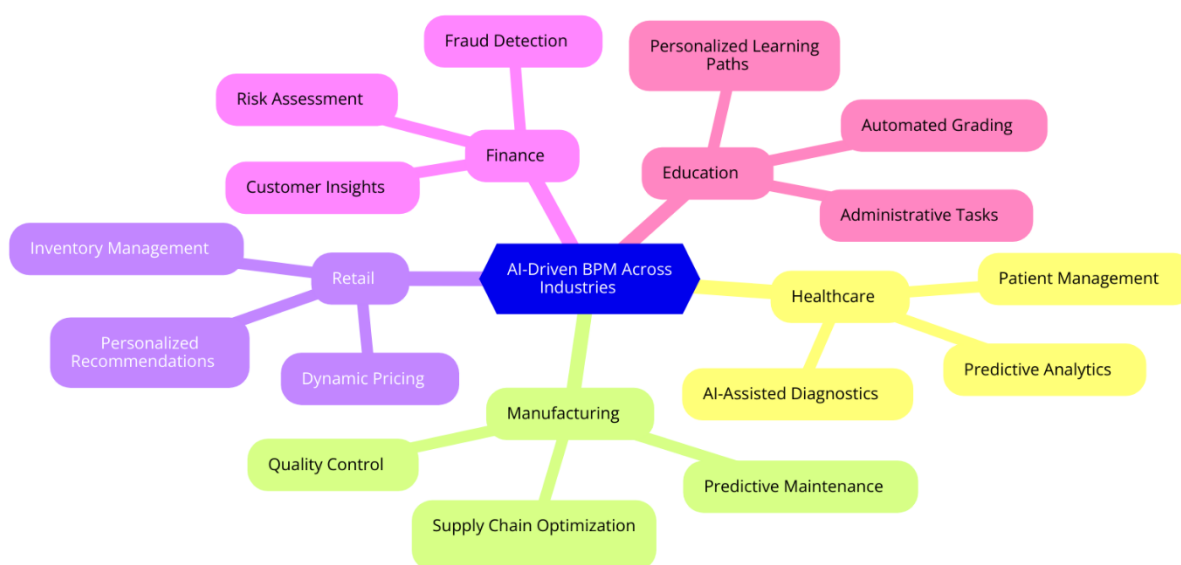 Fraud Detection
Personalized Learning
Paths
Risk Assessment
Automated Grading
Finance
Education
Customer Insights
Administrative Tasks
Inventory Management
AI-Driven BPM Across
Industries
Retail
Patient Management
Healthcare
Personalized
Recommendations
Dynamic Pricing
Predictive Analytics
AI-Assisted Diagnostics
Manufacturing
Quality Control
Predictive Maintenance
Supply Chain Optimization